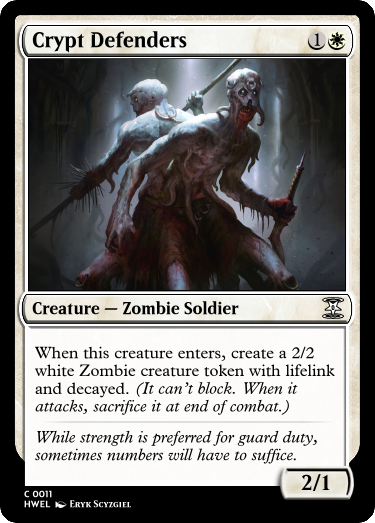 Crypt Defenders 1
Creature — Zombie Soldier
When this creature enters, create a 2/2
white Zombie creature token with lifelink
and decayed. (It can't block. When it
attacks, sacrifice it at end of combat.)
While strength is preferred for guard duty,
sometimes numbers will have to suffice.
2/1
C 0011
HWEL Eryk Szyzgiel